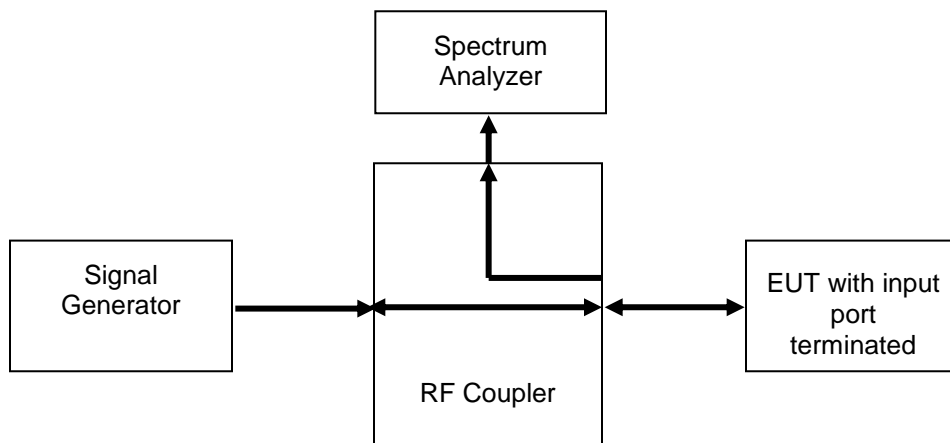 Spectrum
Analyzer
Signal
Generator
EUT with input
port
terminated
RF Coupler